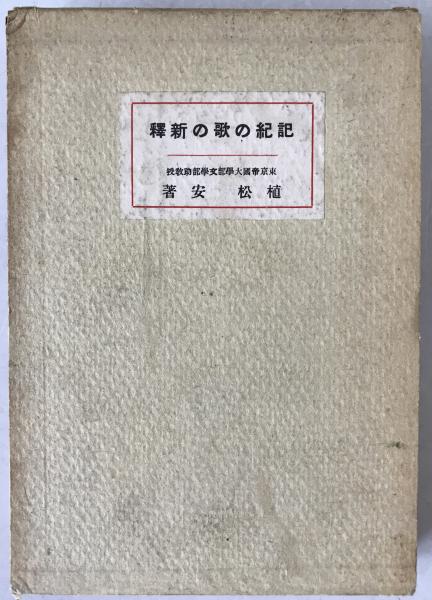 記紀の歌の新釋
東京帝國大學文學部助敎授
植松安著